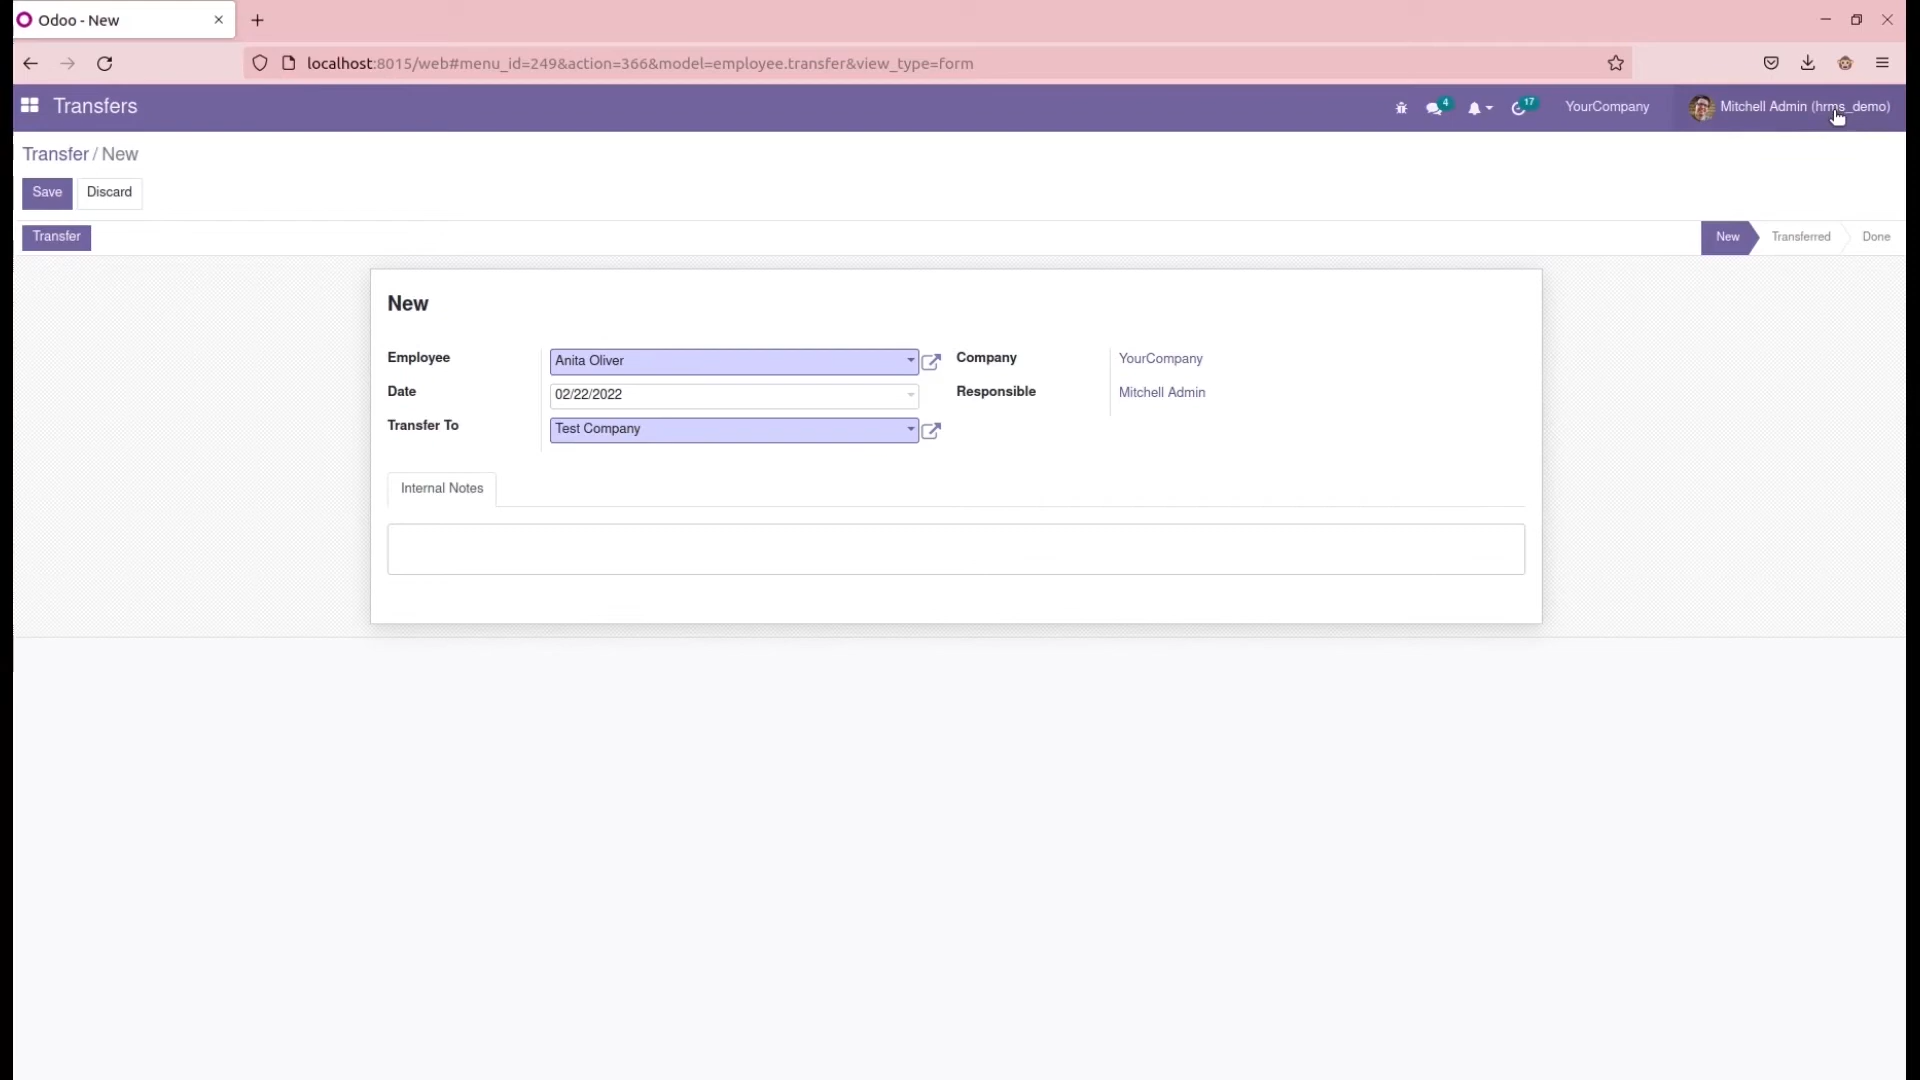 Odoo - New
localhost:8015/web#menu_id=249&action=366&model=employee.transfer&view_type=form
Transfers
4
17
YourCompany
Mitchell Admin (hrms_demo)
Transfer / New
Save
Discard
Transfer
New
Transferred
Done
New
Employee
Anita Oliver
Company
YourCompany
Date
02/22/2022
Responsible
Mitchell Admin
Transfer To
Test Company
Internal Notes